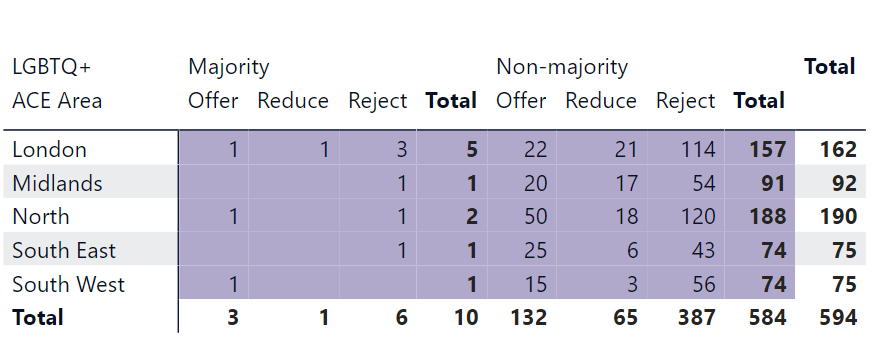 LGBTQ+ Majority Non-majority Total
ACE Area Offer Reduce Reject Total Offer Reduce Reject Total
London 1 1 3 5 22 21 114 157 162
Midlands 1 1 20 17 54 91 92
North 1 1 2 50 18 120 188 190
South East 1 1 25 6 43 74 75
South West 1 1 15 3 56 74 75
Total 3 1 6 10 132 65 387 584 594